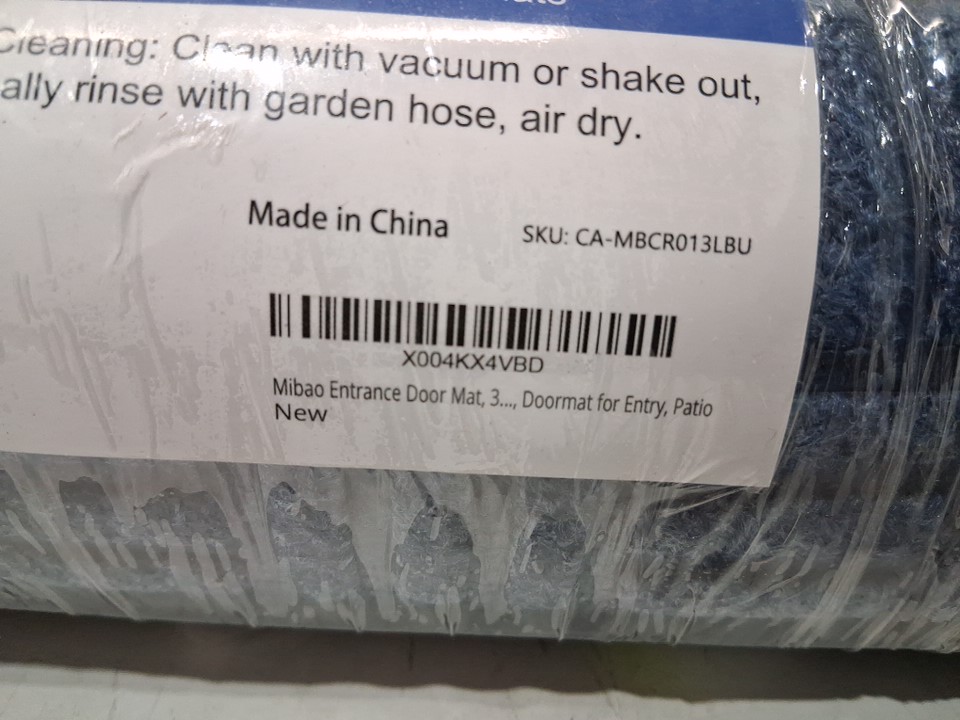 Cleaning: Clean with vacuum or shake out,
ally rinse with garden hose, air dry.
Made in China
SKU: CA-MBCR013LBU
X004KX4VBD
Mibao Entrance Door Mat, 3..., Doormat for Entry, Patio
New